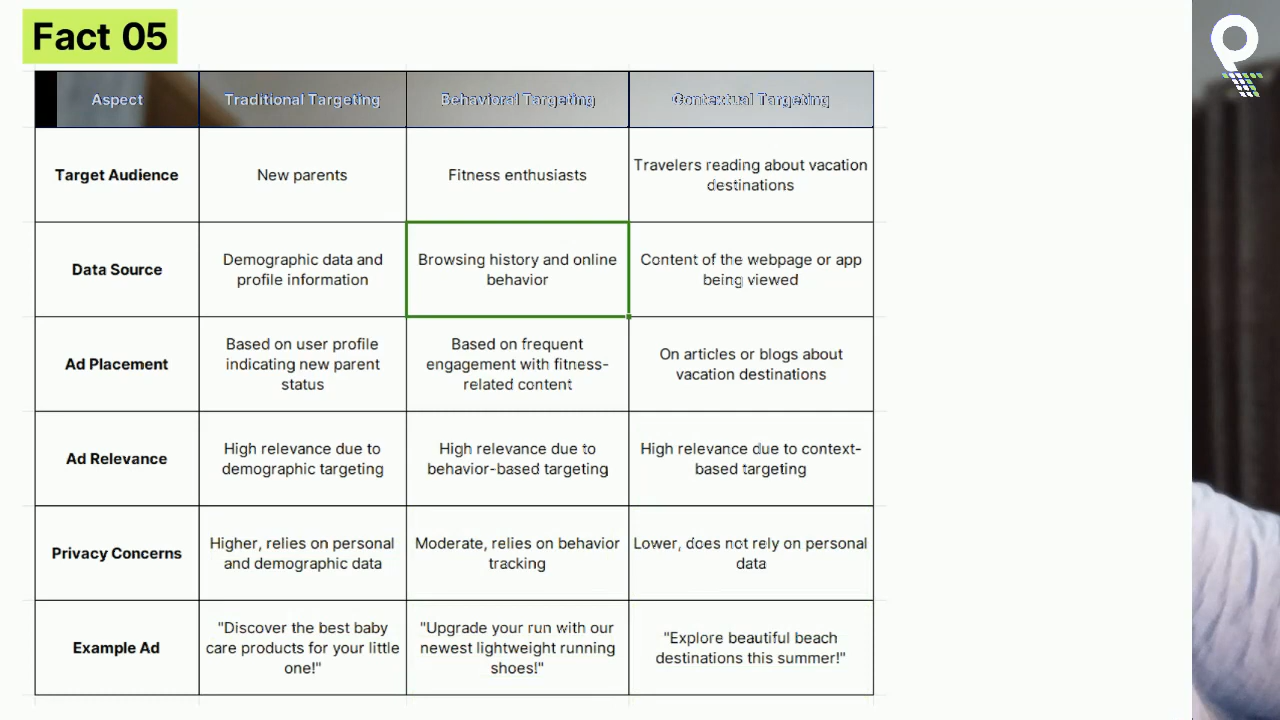 Fact 05
Aspect
Traditional Targeting
Behavioral Targeting
Contextual Targeting
Target Audience
New parents
Fitness enthusiasts
Travelers reading about vacation
destinations
Data Source
Demographic data and
profile information
Browsing history and online
behavior
Content of the webpage or app
being viewed
Ad Placement
Based on user profile
indicating new parent
status
Based on frequent
engagement with fitness-
related content
On articles or blogs about
vacation destinations
Ad Relevance
High relevance due to
demographic targeting
High relevance due to
behavior-based targeting
High relevance due to context-
based targeting
Privacy Concerns
Higher, relies on personal
and demographic data
Moderate, relies on behavior
tracking
Lower, does not rely on personal
data
Example Ad
"Discover the best baby
care products for your little
one!"
"Upgrade your run with our
newest lightweight running
shoes!"
"Explore beautiful beach
destinations this summer!"